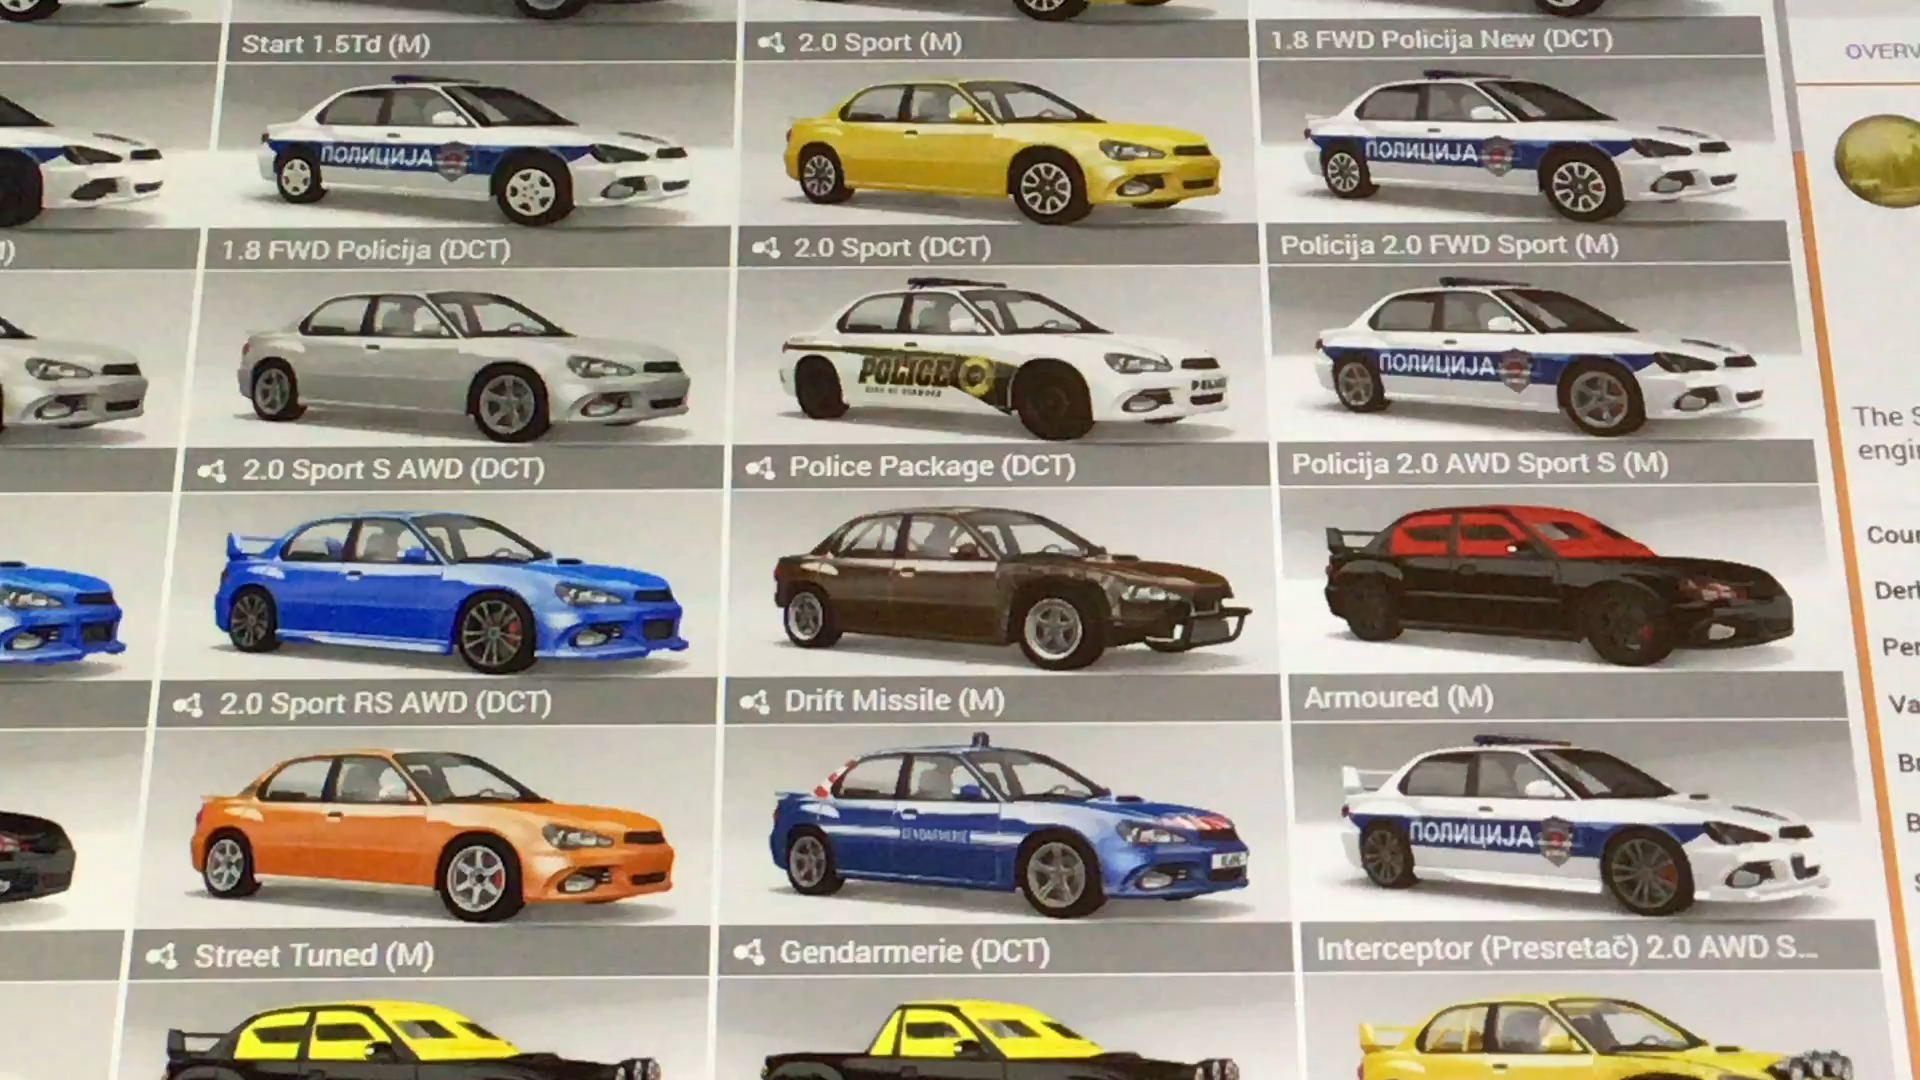 Start 1.5Td (M)
2.0 Sport (M)
1.8 FWD Policija New (DCT)
ПОЛИЦИЈА
ПОЛИЦИЈА
1.8 FWD Policija (DCT)
2.0 Sport (DCT)
Policija 2.0 FWD Sport (M)
POLICE
ПОЛИЦИЈА
2.0 Sport S AWD (DCT)
Police Package (DCT)
Policija 2.0 AWD Sport S (M)
2.0 Sport RS AWD (DCT)
Drift Missile (M)
Armoured (M)
GENDARMERIE
ПОЛИЦИЈА
Street Tuned (M)
Gendarmerie (DCT)
Interceptor (Presretač) 2.0 AWD S...
OVERV
The S
engi
Cou
Der
Per
Va
Br
B